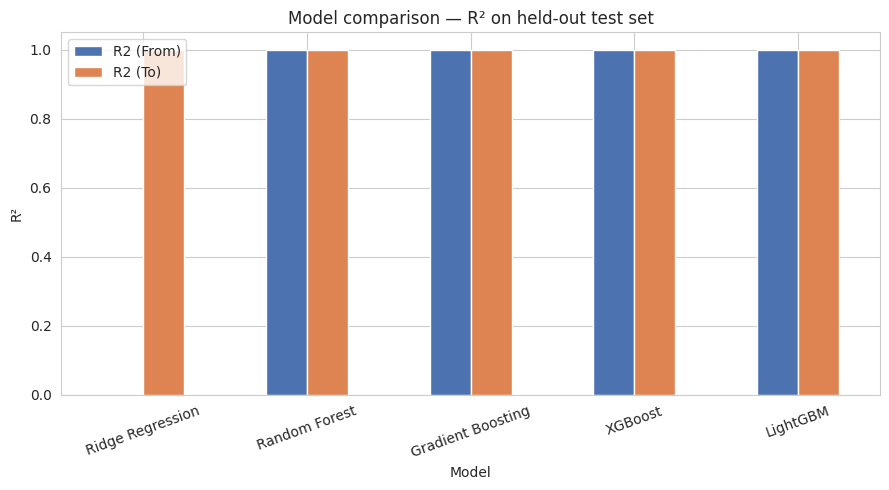 Model comparison — R² on held-out test set
R2 (From)
R2 (To)
R²
1.0
0.8
0.6
0.4
0.2
0.0
Ridge Regression
Random Forest
Gradient Boosting
XGBoost
LightGBM
Model